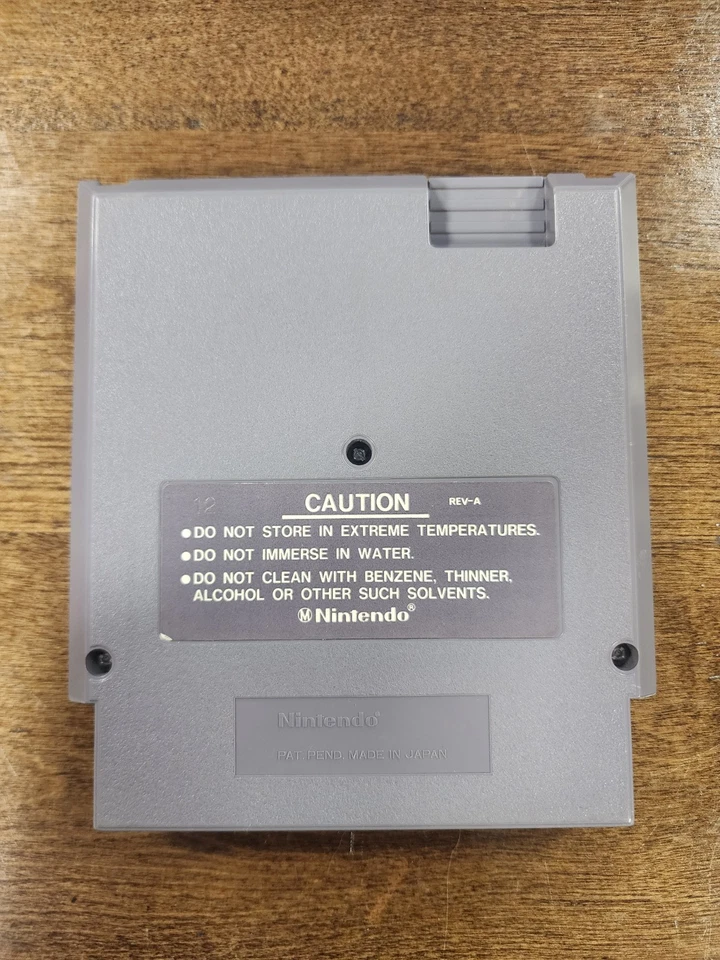 12
CAUTION REV-A
●DO NOT STORE IN EXTREME TEMPERATURES.
●DO NOT IMMERSE IN WATER.
●DO NOT CLEAN WITH BENZENE, THINNER,
ALCOHOL OR OTHER SUCH SOLVENTS.
Ⓜ Nintendo®
Nintendo®
PAT. PEND. MADE IN JAPAN